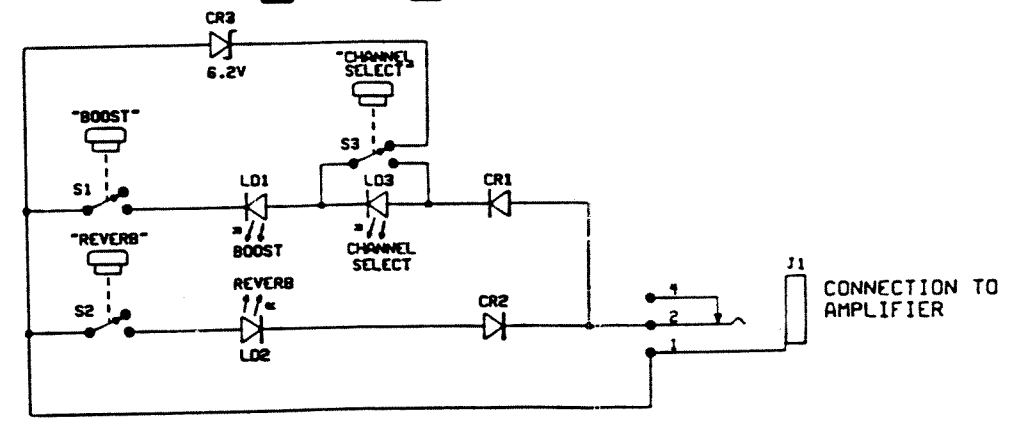 CR3
6.2V
"CHANNEL
SELECT"
"BOOST"
S3
S1
LD1
LD3
CR1
BOOST
CHANNEL
SELECT
"REVERB"
REVERB
S2
LD2
CR2
4
2
1
J1
CONNECTION TO
AMPLIFIER